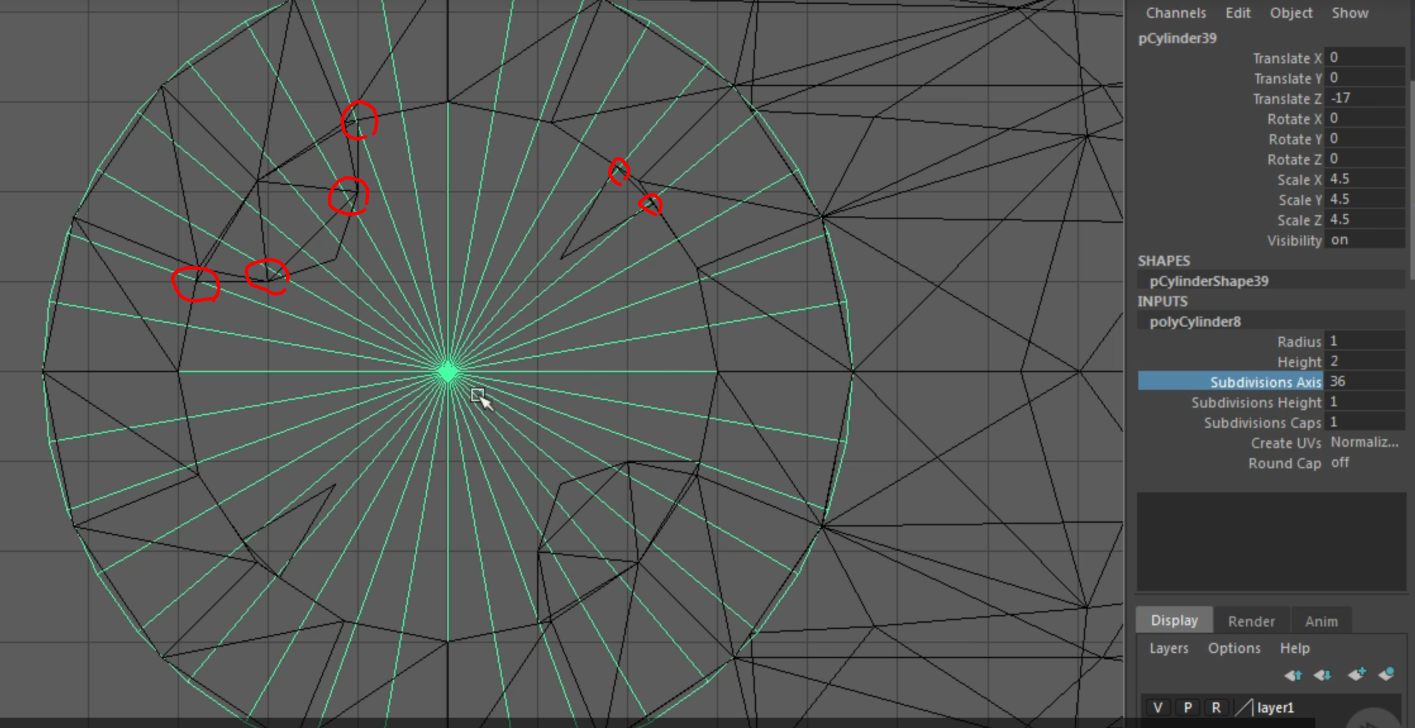 Channels Edit Object Show
pCylinder39
Translate X 0
Translate Y 0
Translate Z -17
Rotate X 0
Rotate Y 0
Rotate Z 0
Scale X 4.5
Scale Y 4.5
Scale Z 4.5
Visibility on
SHAPES
pCylinderShape39
INPUTS
polyCylinder8
Radius 1
Height 2
Subdivisions Axis 36
Subdivisions Height 1
Subdivisions Caps 1
Create UVs Normaliz...
Round Cap off
Display Render Anim
Layers Options Help
V P R layer1